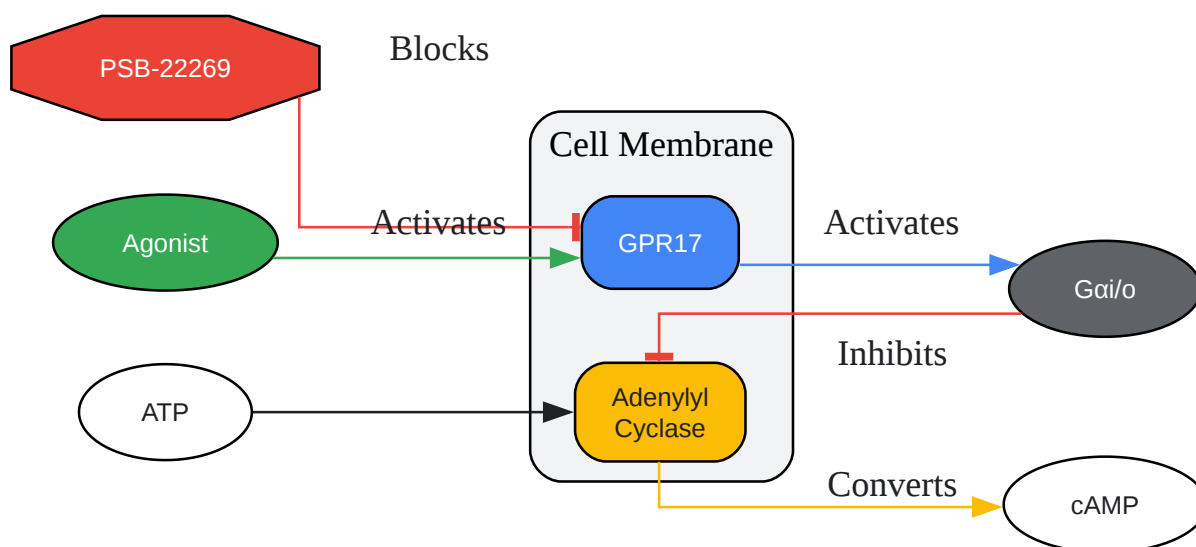 PSB-22269
Blocks
Cell Membrane
Agonist
Activates
GPR17
Activates
Gαi/o
Inhibits
ATP
Adenylyl
Cyclase
Converts
cAMP